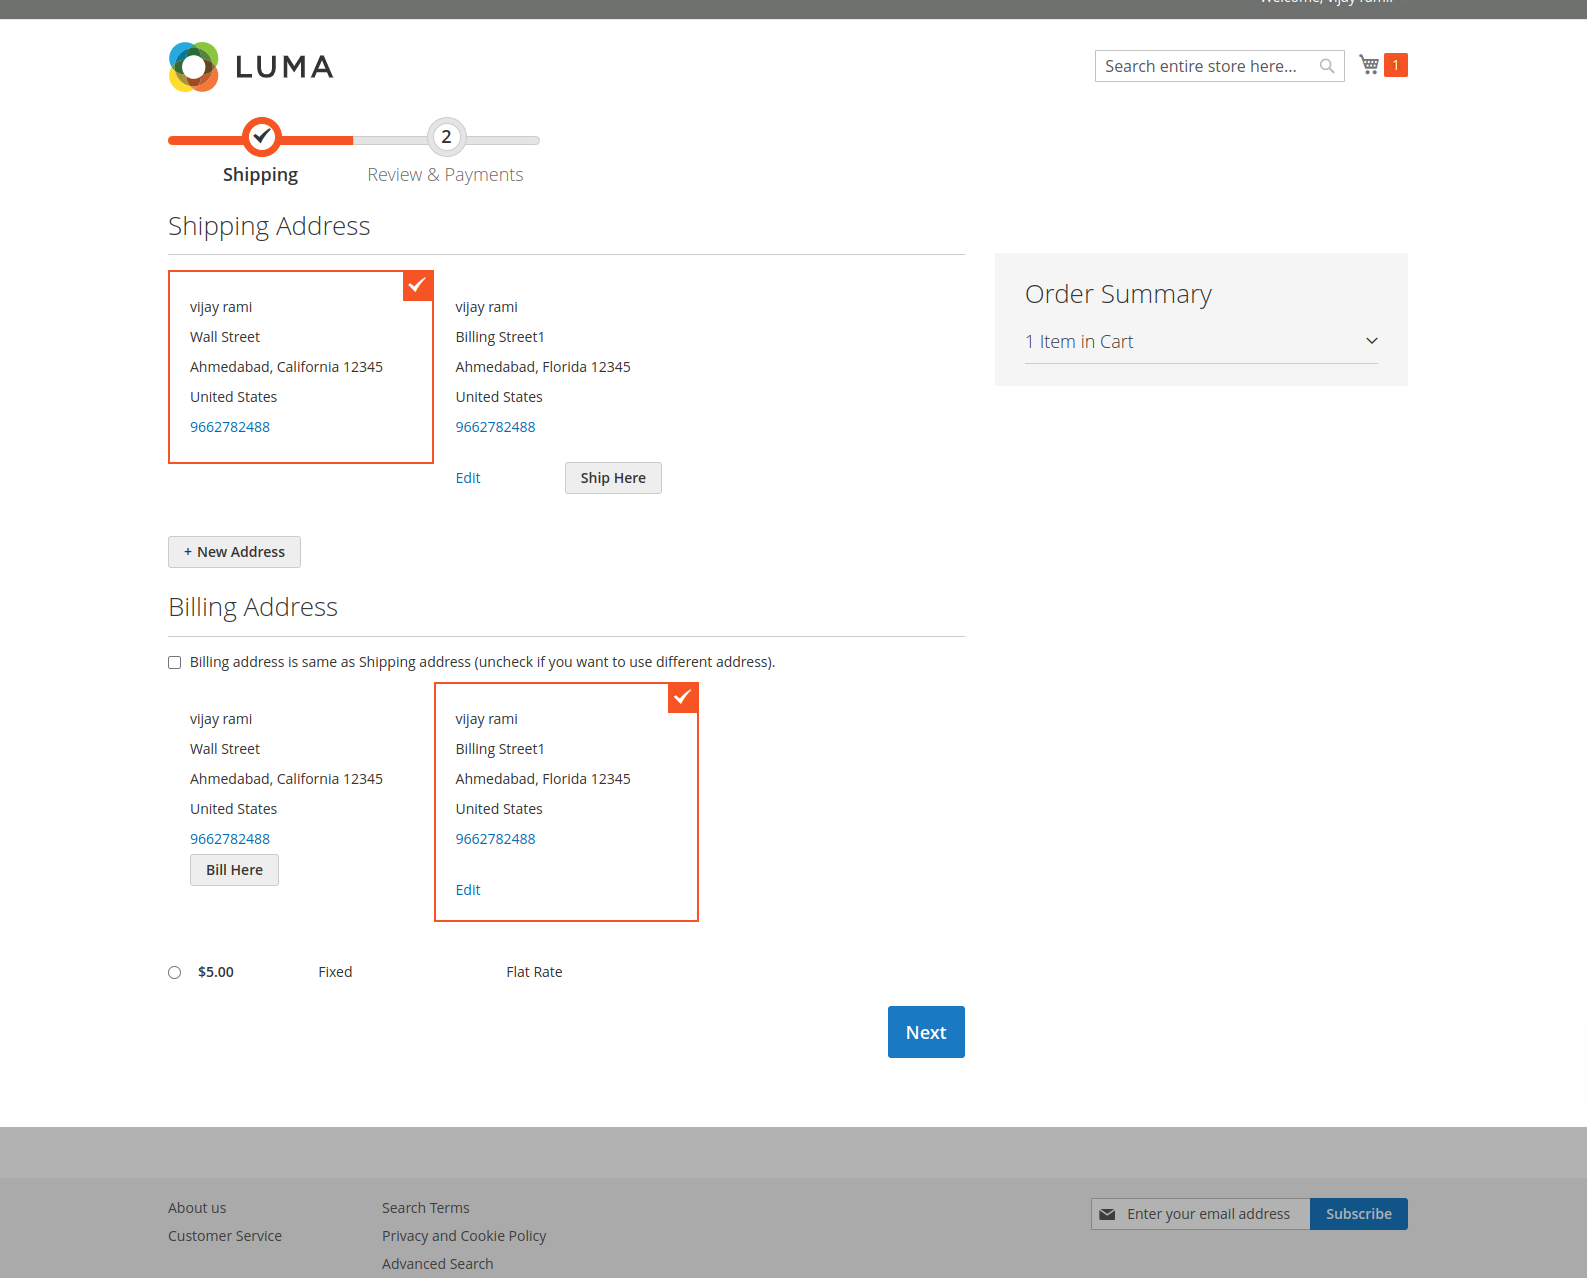 Welcome, vijay rami!
LUMA
Search entire store here...
1
2
Shipping
Review & Payments
Shipping Address
vijay rami
Wall Street
Ahmedabad, California 12345
United States
9662782488
vijay rami
Billing Street1
Ahmedabad, Florida 12345
United States
9662782488
Edit
Ship Here
+ New Address
Order Summary
1 Item in Cart
Billing Address
Billing address is same as Shipping address (uncheck if you want to use different address).
vijay rami
Wall Street
Ahmedabad, California 12345
United States
9662782488
Bill Here
vijay rami
Billing Street1
Ahmedabad, Florida 12345
United States
9662782488
Edit
$5.00 Fixed Flat Rate
Next
About us
Customer Service
Search Terms
Privacy and Cookie Policy
Advanced Search
Enter your email address
Subscribe